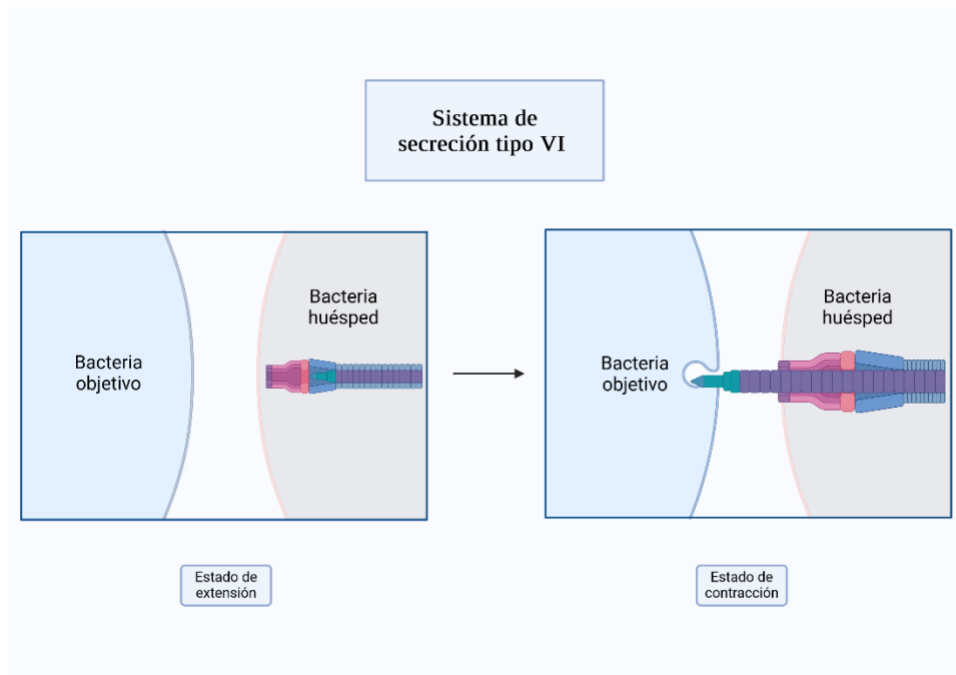 Sistema de
secreción tipo VI
Bacteria
objetivo
Bacteria
huésped
Bacteria
objetivo
Bacteria
huésped
Estado de
extensión
Estado de
contracción